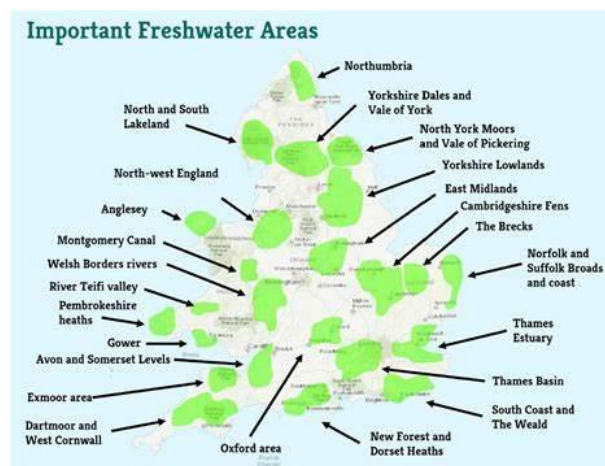 Important Freshwater Areas
Northumbria
Yorkshire Dales and
Vale of York
North and South
Lakeland
North York Moors
and Vale of Pickering
North-west England
Yorkshire Lowlands
East Midlands
Cambridgeshire Fens
The Brecks
Anglesey
Montgomery Canal
Welsh Borders rivers
River Teifi valley
Pembrokeshire
heaths
Norfolk and
Suffolk Broads
and coast
Gower
Avon and Somerset Levels
Thames
Estuary
Exmoor area
Thames Basin
Dartmoor and
West Cornwall
South Coast and
The Weald
Oxford area
New Forest and
Dorset Heaths